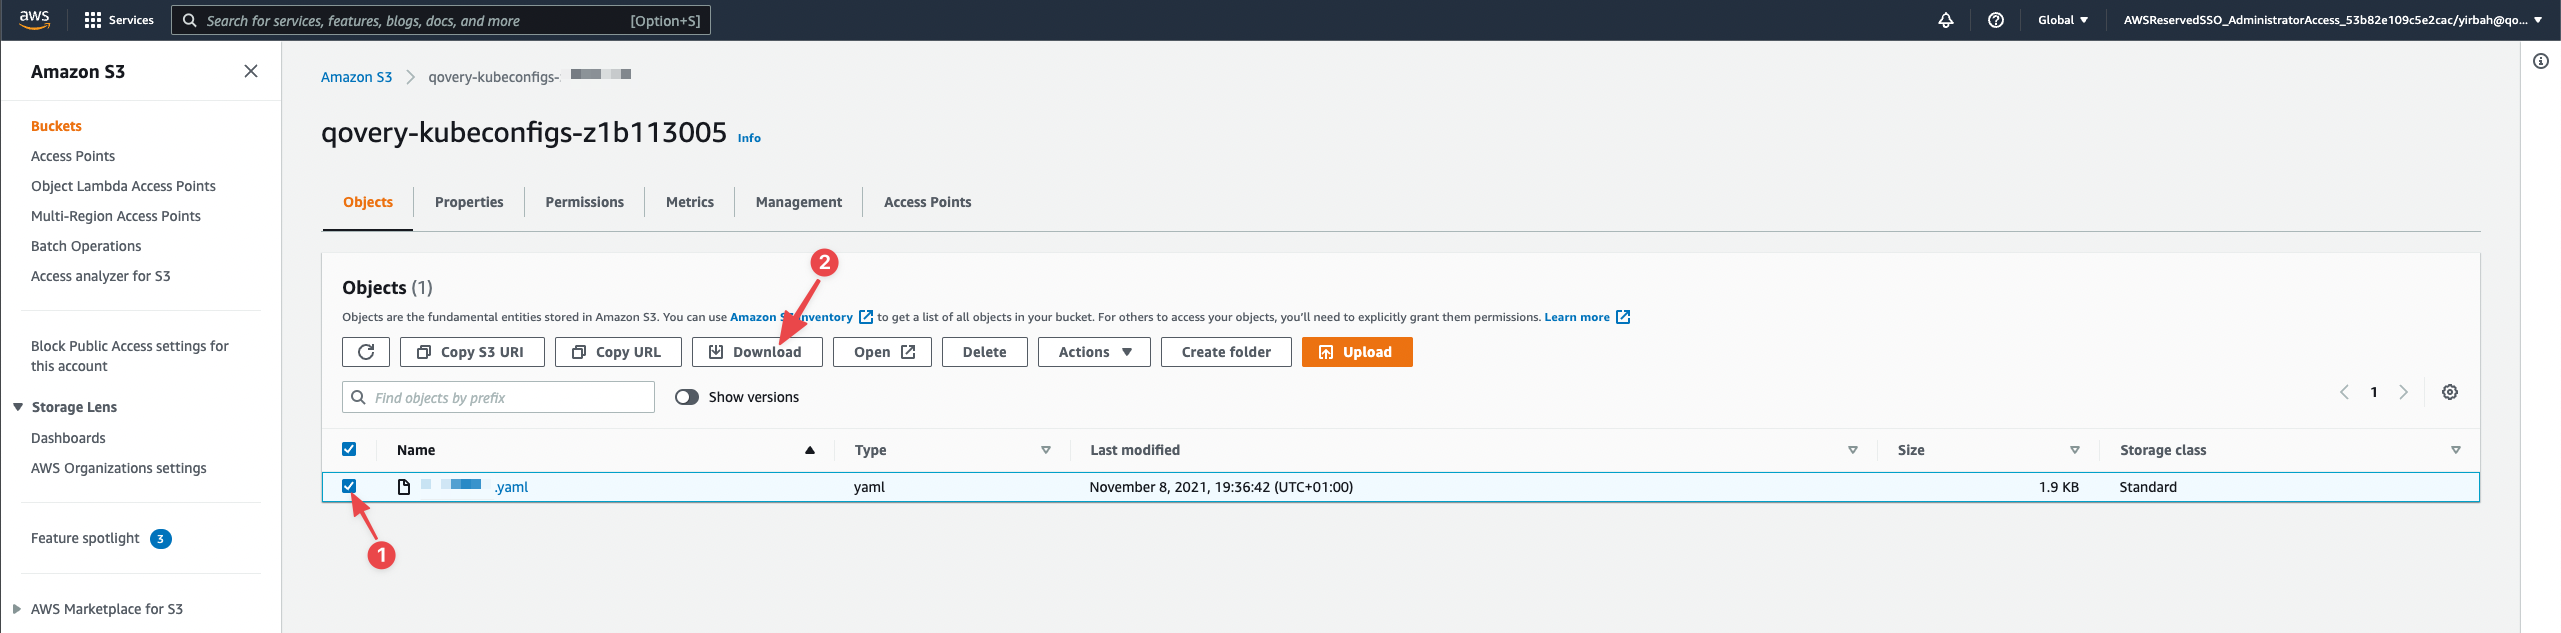 aws Services Search for services, features, blogs, docs, and more [Option+S] Global AWSReservedSSO_AdministratorAccess_53b82e109c5e2cac/yirbah@qo...
Amazon S3
Buckets
Access Points
Object Lambda Access Points
Multi-Region Access Points
Batch Operations
Access analyzer for S3
Block Public Access settings for
this account
Storage Lens
Dashboards
AWS Organizations settings
Feature spotlight 3
AWS Marketplace for S3
Amazon S3 qovery-kubeconfigs-
qovery-kubeconfigs-z1b113005 Info
Objects Properties Permissions Metrics Management Access Points
2
Objects (1)
Objects are the fundamental entities stored in Amazon S3. You can use Amazon S3 Inventory to get a list of all objects in your bucket. For others to access your objects, you'll need to explicitly grant them permissions. Learn more
Copy S3 URI Copy URL Download Open Delete Actions Create folder Upload
Find objects by prefix Show versions 1
Name Type Last modified Size Storage class
.yaml yaml November 8, 2021, 19:36:42 (UTC+01:00) 1.9 KB Standard
1